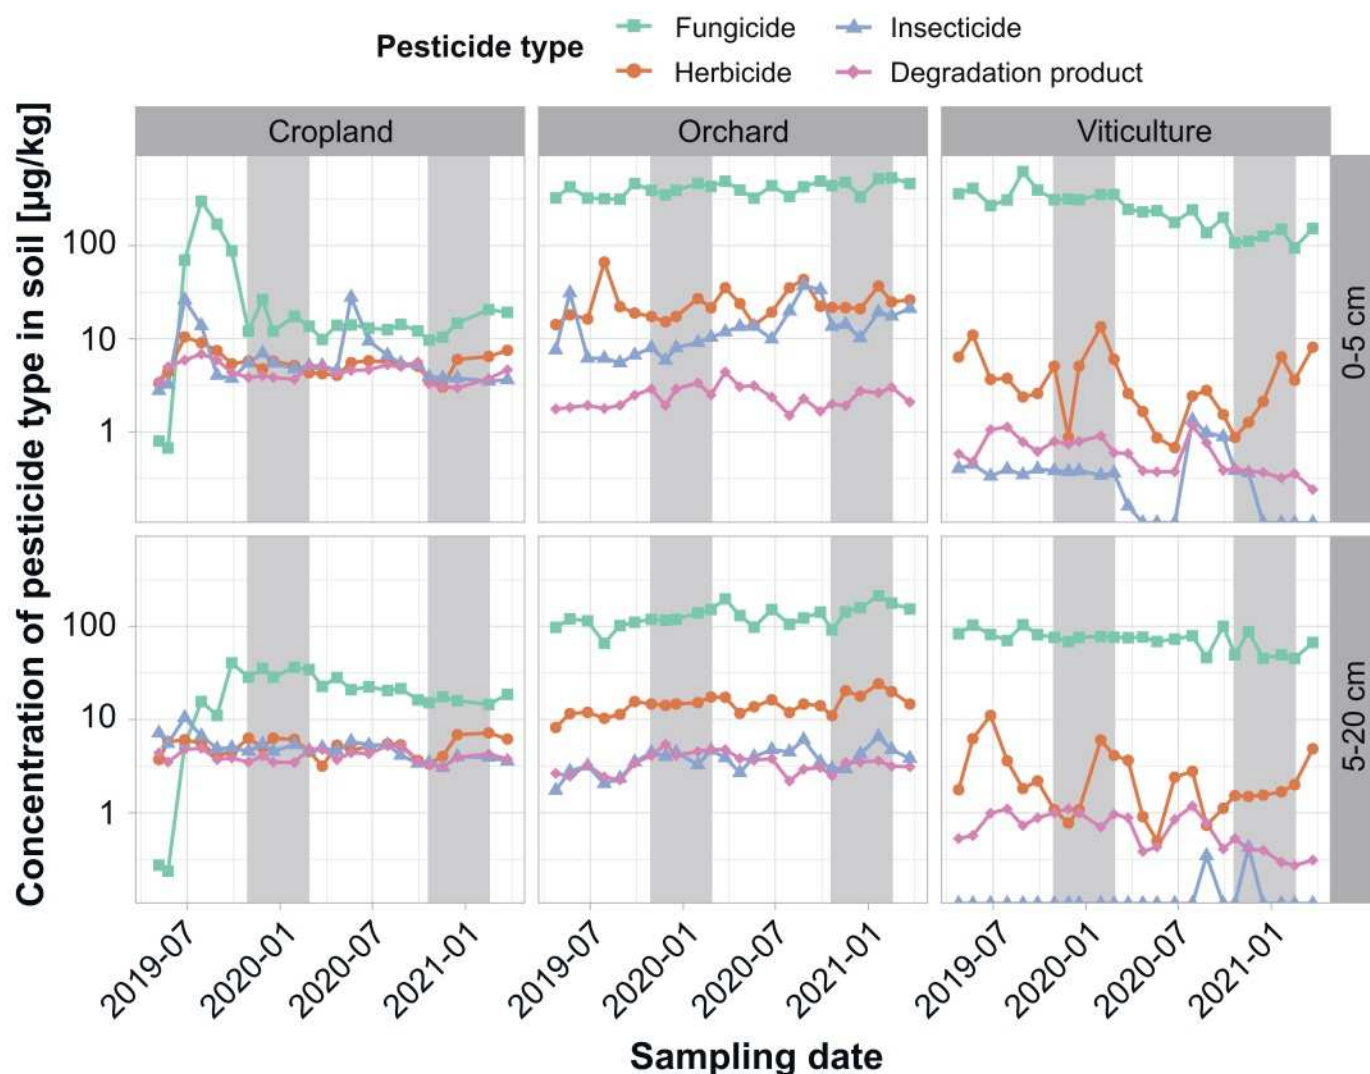 Pesticide type
Fungicide
Insecticide
Herbicide
Degradation product
Concentration of pesticide type in soil [µg/kg]
Cropland
Orchard
Viticulture
100
10
1
0-5 cm
100
10
1
5-20 cm
2019-07
2020-01
2020-07
2021-01
2019-07
2020-01
2020-07
2021-01
2019-07
2020-01
2020-07
2021-01
Sampling date